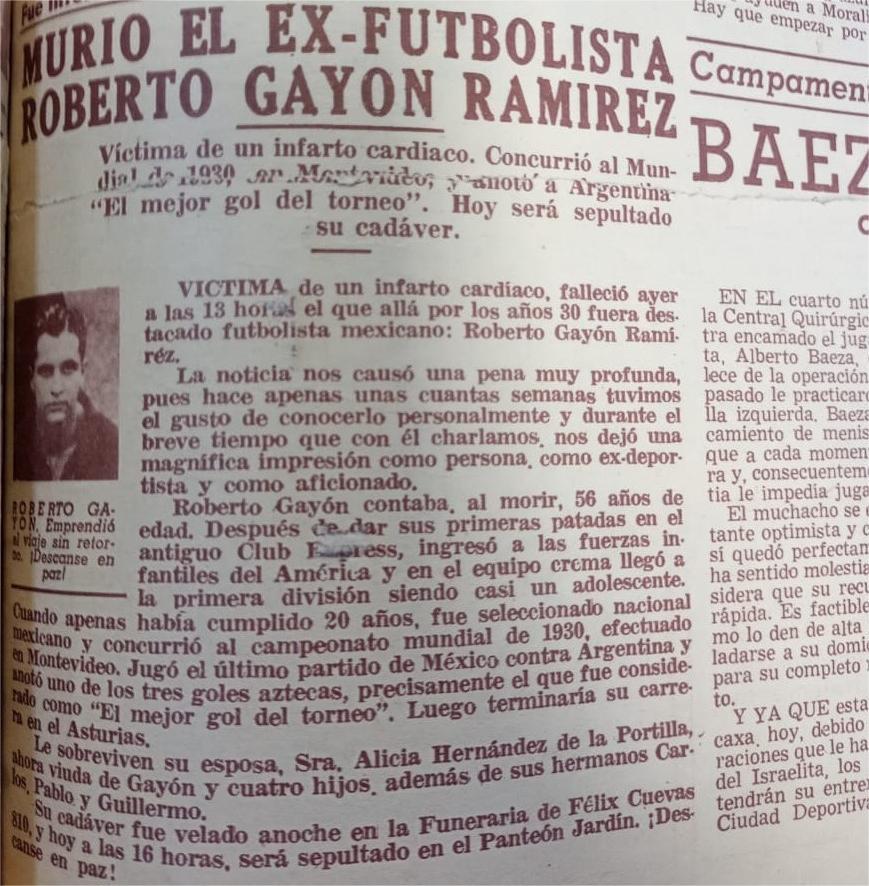 Fue
MURIO EL EX-FUTBOLISTA
ROBERTO GAYON RAMIREZ
Víctima de un infarto cardiaco. Concurrió al Mun-
dial de 1930, en Montevideo, y anotó a Argentina
“El mejor gol del torneo”. Hoy será sepultado
su cadáver.
VICTIMA de un infarto cardíaco, falleció ayer
a las 13 horas el que allá por los años 30 fuera des-
tacado futbolista mexicano: Roberto Gayón Ramí-
réz.
La noticia nos causó una pena muy profunda,
pues hace apenas unas cuantas semanas tuvimos
el gusto de conocerlo personalmente y durante el
breve tiempo que con él charlamos, nos dejó una
magnífica impresión como persona, como ex-depor-
tista y como aficionado.
Roberto Gayón contaba, al morir, 56 años de
edad. Después de dar sus primeras patadas en el
antiguo Club Express, ingresó a las fuerzas in-
fantiles del América y en el equipo crema llegó a
la primera división siendo casi un adolescente.
Cuando apenas había cumplido 20 años, fue seleccionado nacional
mexicano y concurrió al campeonato mundial de 1930, efectuado
en Montevideo. Jugó el último partido de México contra Argentina y
anotó uno de los tres goles aztecas, precisamente el que fue conside-
rado como “El mejor gol del torneo”. Luego terminaría su carre-
ra en el Asturias.
Le sobreviven su esposa, Sra. Alicia Hernández de la Portilla,
ahora viuda de Gayón y cuatro hijos, además de sus hermanos Car-
los, Pablo y Guillermo.
Su cadáver fue velado anoche en la Funeraria de Félix Cuevas
810, y hoy a las 16 horas, será sepultado en el Panteón Jardín. ¡Des-
canse en paz!
ROBERTO GA-
YON. Emprendió
el viaje sin retor-
no. ¡Descanse en
paz!
a Moral
Hay que empezar por
Campamen
BAEZ
EN EL cuarto nú
la Central Quirúrgic
tra encamado el jug
ta, Alberto Baeza,
lece de la operación
pasado le practicaro
lla izquierda. Baeza
camiento de menis
que a cada momen
ra y, consecuenteme
tia le impedía juga
El muchacho se
tante optimista y c
sí quedó perfectan
ha sentido molestia
sidera que su recu
rápida. Es factible
mo lo den de alta
ladarse a su domi
para su completo
to.
Y YA QUE esta
caxa, hoy, debido
raciones que le ha
del Israelita, los
tendrán su entre
Ciudad Deportiva